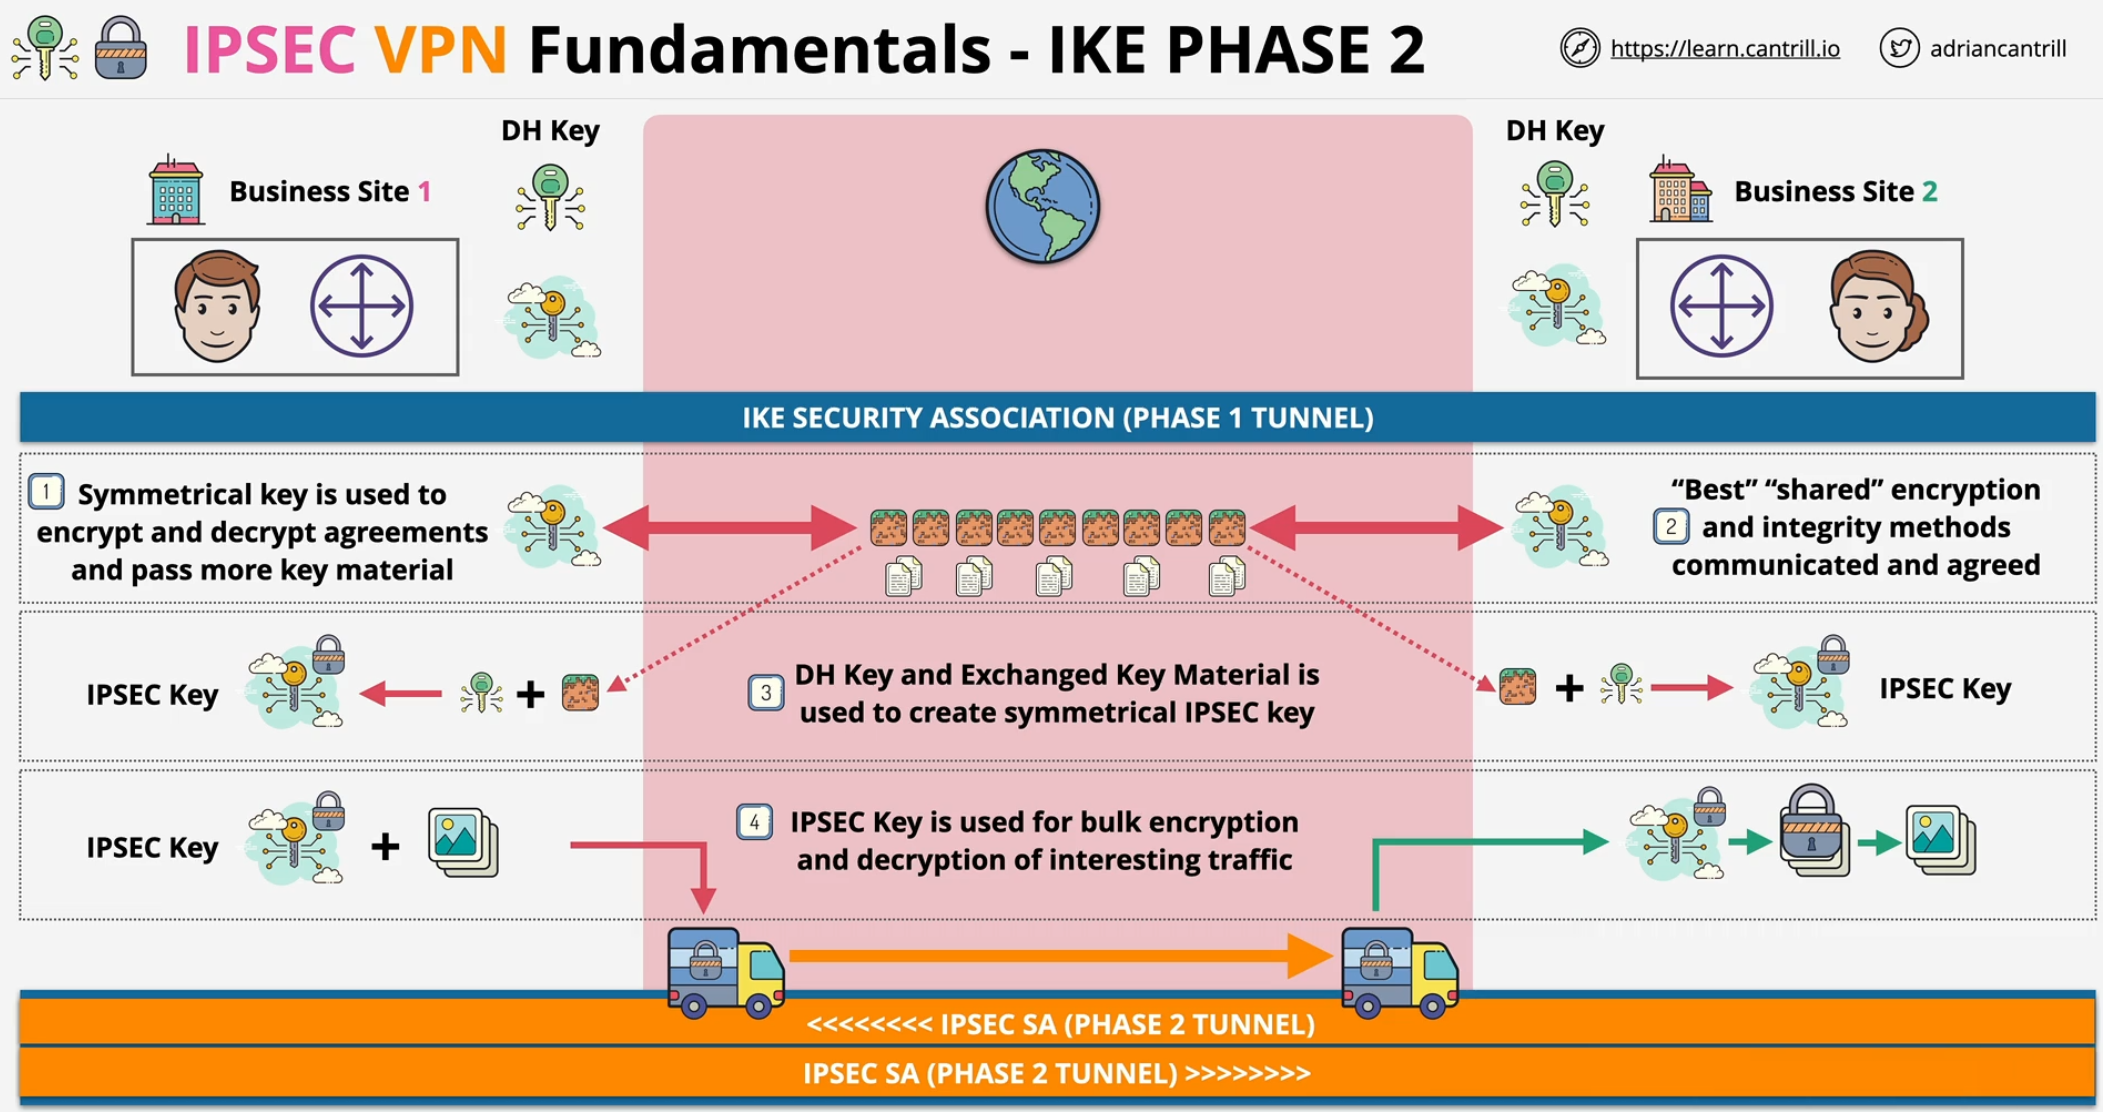 IPSEC VPN Fundamentals - IKE PHASE 2
https://learn.cantrill.io
adriancantrill
DH Key
Business Site 1
DH Key
Business Site 2
IKE SECURITY ASSOCIATION (PHASE 1 TUNNEL)
1
Symmetrical key is used to
encrypt and decrypt agreements
and pass more key material
“Best” “shared” encryption
2 and integrity methods
communicated and agreed
IPSEC Key
+
3
DH Key and Exchanged Key Material is
used to create symmetrical IPSEC key
+
IPSEC Key
IPSEC Key
+
4
IPSEC Key is used for bulk encryption
and decryption of interesting traffic
<<<<<<<< IPSEC SA (PHASE 2 TUNNEL)
IPSEC SA (PHASE 2 TUNNEL) >>>>>>>>